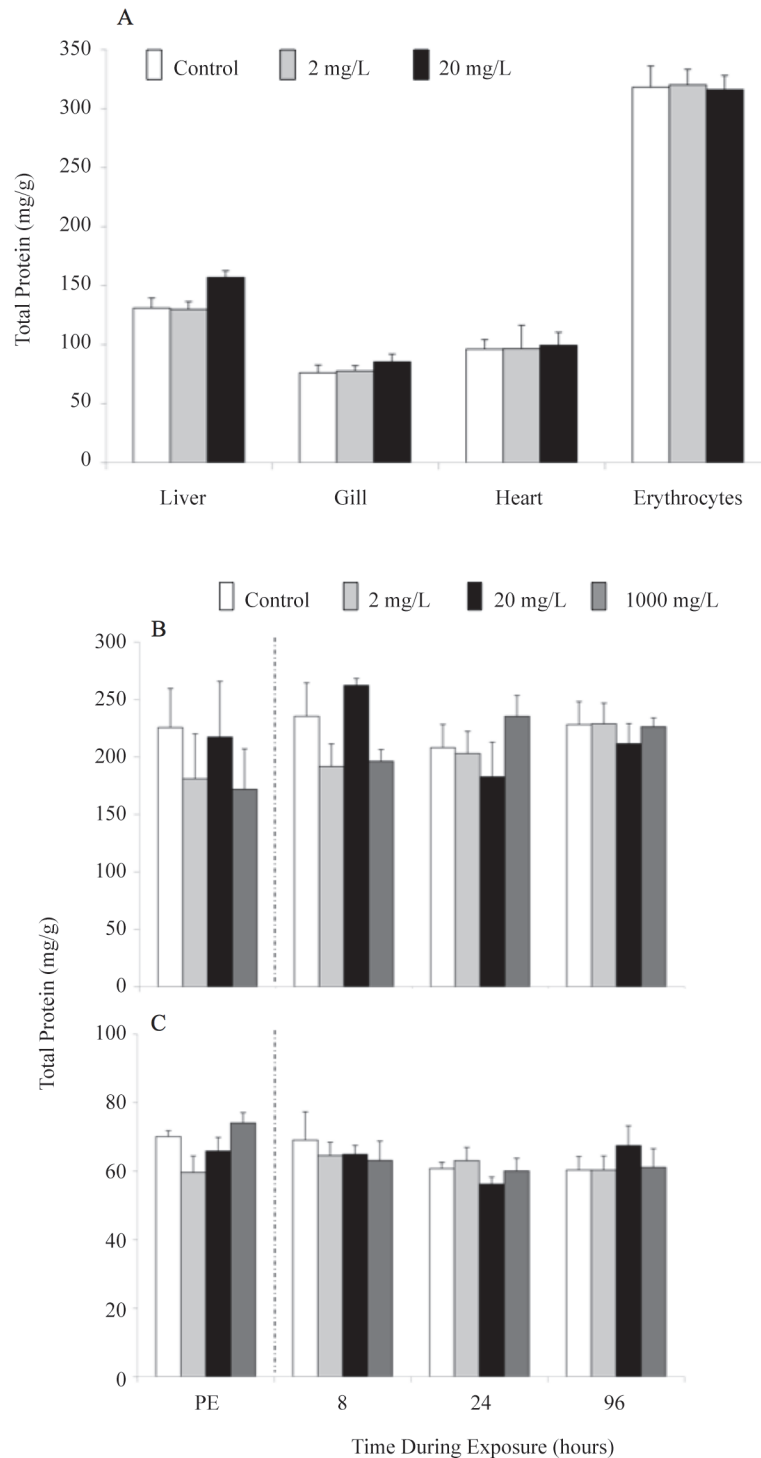 A
350
300
250
200
150
100
50
0
Total Protein (mg/g)
Control 2 mg/L 20 mg/L
Liver Gill Heart Erythrocytes
Control 2 mg/L 20 mg/L 1000 mg/L
B
300
250
200
150
100
50
0
Total Protein (mg/g)
C
100
80
60
40
20
0
PE 8 24 96
Time During Exposure (hours)